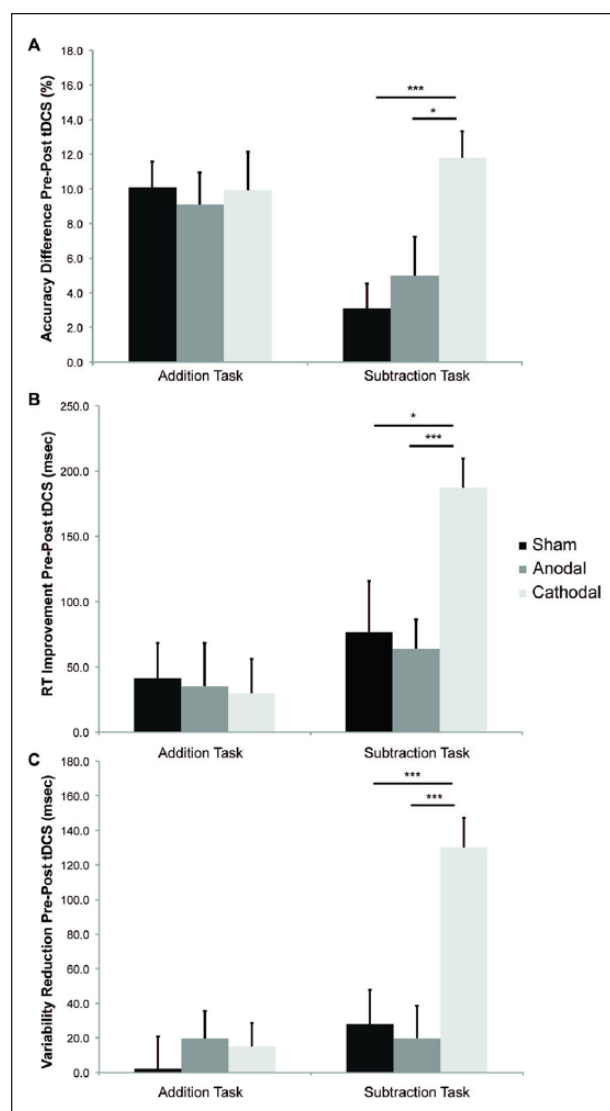 A
Accuracy Difference Pre-Post tDCS (%)
18.0
16.0
14.0
12.0
10.0
8.0
6.0
4.0
2.0
0.0
***
*
Addition Task
Subtraction Task
B
RT Improvement Pre-Post tDCS (msec)
250.0
200.0
150.0
100.0
50.0
0.0
*
***
Sham
Anodal
Cathodal
Addition Task
Subtraction Task
C
Variability Reduction Pre-Post tDCS (msec)
180.0
160.0
140.0
120.0
100.0
80.0
60.0
40.0
20.0
0.0
***
***
Addition Task
Subtraction Task